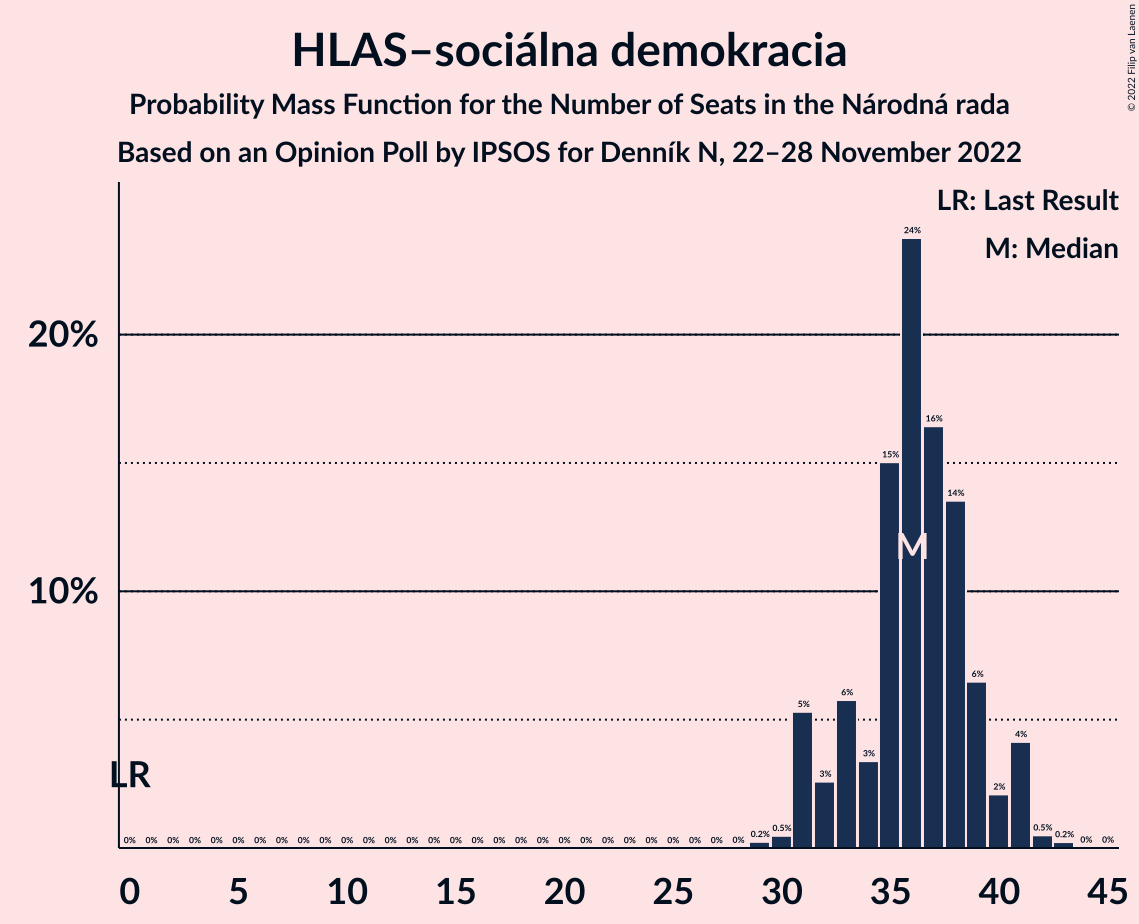 HLAS–sociálna demokracia
Probability Mass Function for the Number of Seats in the Národná rada
Based on an Opinion Poll by IPSOS for Denník N, 22–28 November 2022
© 2022 Filip van Laenen
LR: Last Result
M: Median
20%
10%
LR
M
0% 0% 0% 0% 0% 0% 0% 0% 0% 0% 0% 0% 0% 0% 0% 0% 0% 0% 0% 0% 0% 0% 0% 0% 0% 0% 0% 0% 0% 0.2% 0.5% 5% 3% 6% 3% 15% 24% 16% 14% 6% 2% 4% 0.5% 0.2% 0% 0%
0 5 10 15 20 25 30 35 40 45